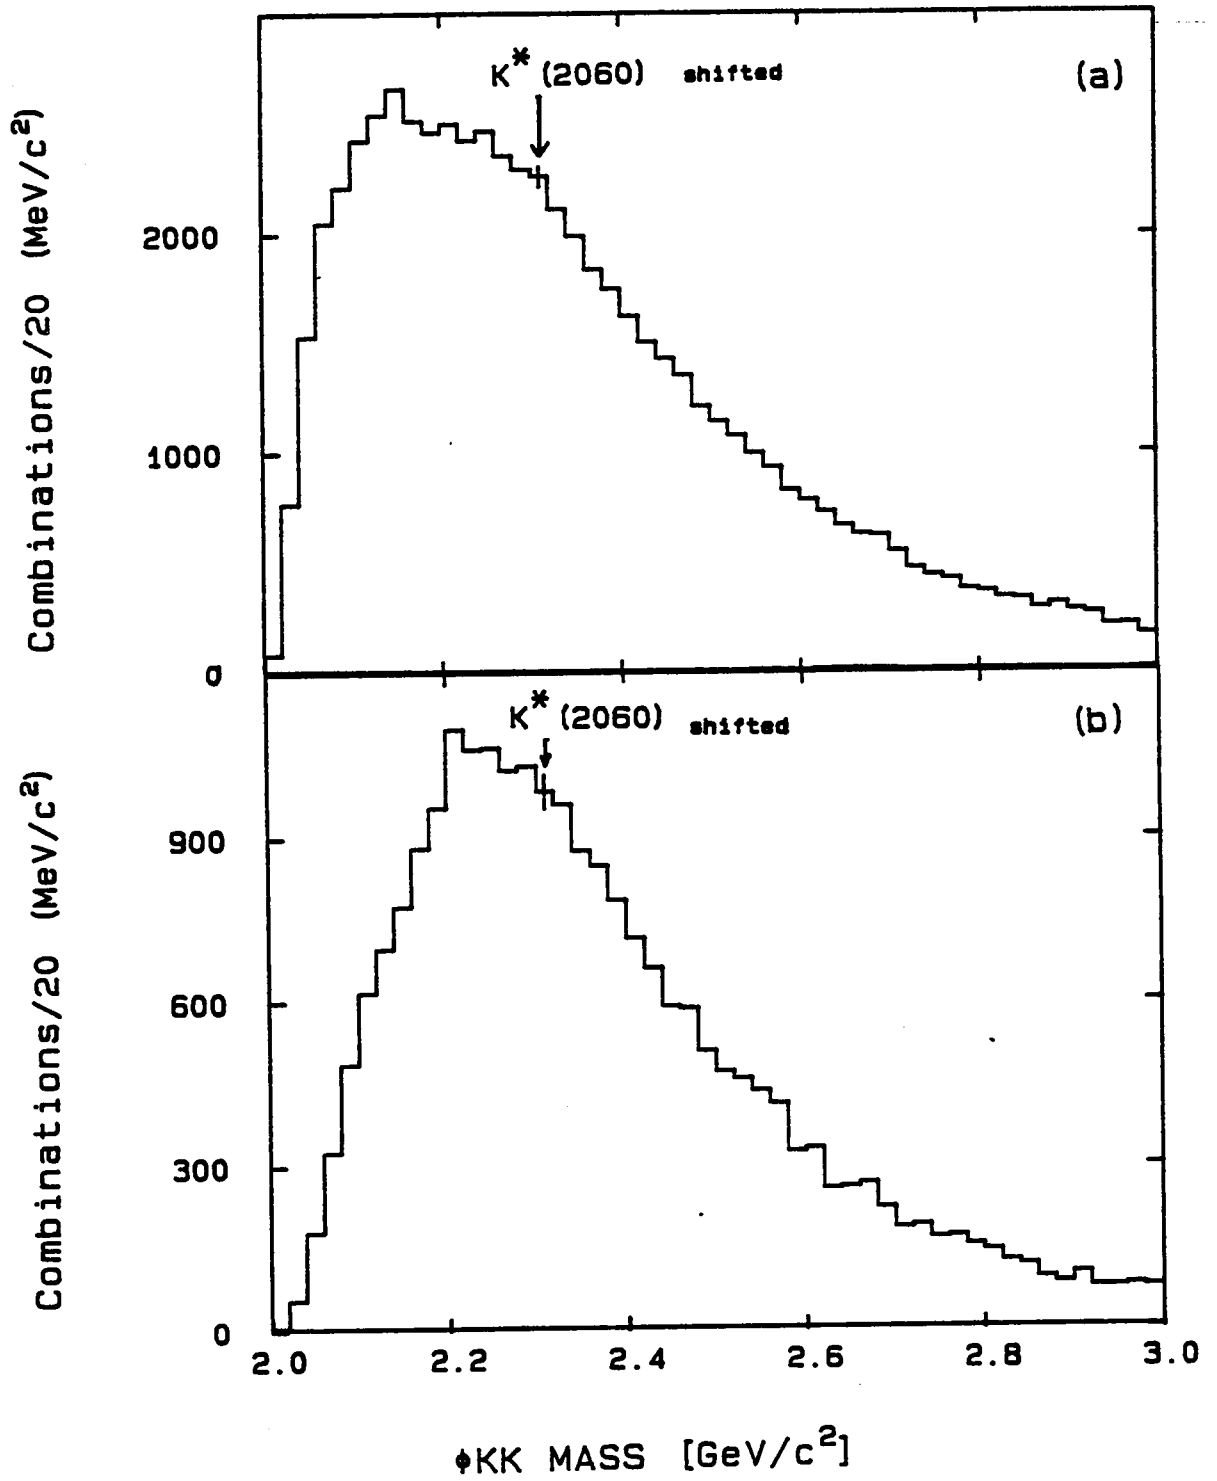 K*(2060) shifted
(a)
Combinations/20 (MeV/c²)
2000
1000
0
K*(2060) shifted
(b)
Combinations/20 (MeV/c²)
900
600
300
0
2.0 2.2 2.4 2.6 2.8 3.0
ϕKK MASS [GeV/c²]